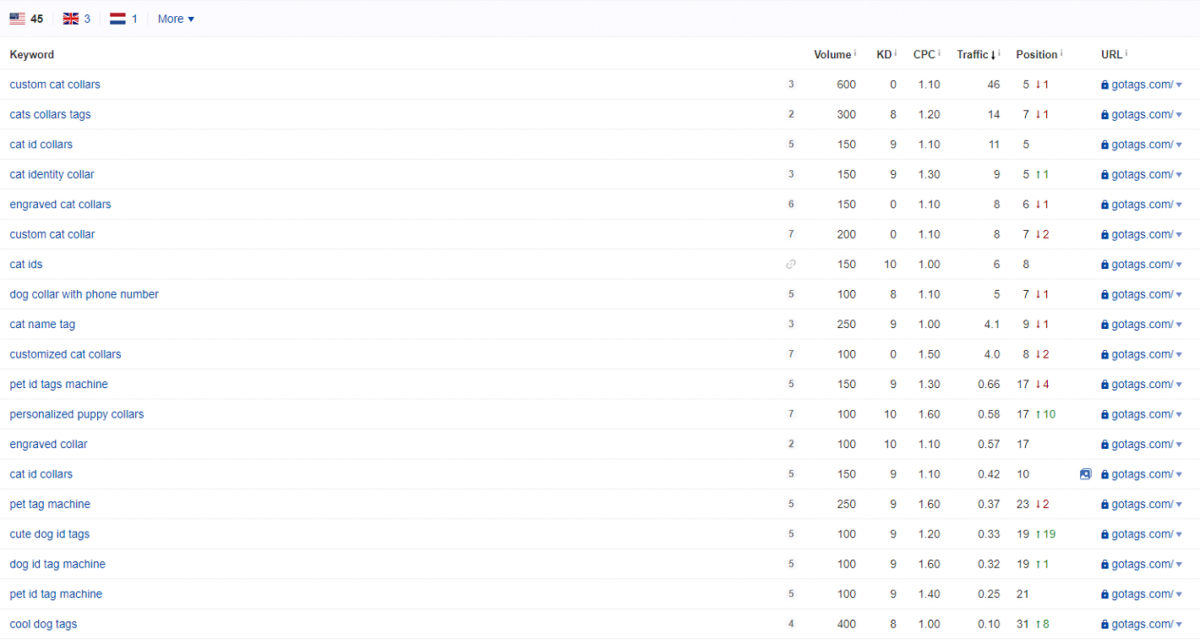 45 3 1 More
Keyword Volume KD CPC Traffic Position URL
custom cat collars 3 600 0 1.10 46 5 ↓1 gotags.com/
cats collars tags 2 300 8 1.20 14 7 ↓1 gotags.com/
cat id collars 5 150 9 1.10 11 5 gotags.com/
cat identity collar 3 150 9 1.30 9 5 ↑1 gotags.com/
engraved cat collars 6 150 0 1.10 8 6 ↓1 gotags.com/
custom cat collar 7 200 0 1.10 8 7 ↓2 gotags.com/
cat ids 150 10 1.00 6 8 gotags.com/
dog collar with phone number 5 100 8 1.10 5 7 ↓1 gotags.com/
cat name tag 3 250 9 1.00 4.1 9 ↓1 gotags.com/
customized cat collars 7 100 0 1.50 4.0 8 ↓2 gotags.com/
pet id tags machine 5 150 9 1.30 0.66 17 ↓4 gotags.com/
personalized puppy collars 7 100 10 1.60 0.58 17 ↑10 gotags.com/
engraved collar 2 100 10 1.10 0.57 17 gotags.com/
cat id collars 5 150 9 1.10 0.42 10 gotags.com/
pet tag machine 5 250 9 1.60 0.37 23 ↓2 gotags.com/
cute dog id tags 5 100 9 1.20 0.33 19 ↑19 gotags.com/
dog id tag machine 5 100 9 1.60 0.32 19 ↑1 gotags.com/
pet id tag machine 5 100 9 1.40 0.25 21 gotags.com/
cool dog tags 4 400 8 1.00 0.10 31 ↑8 gotags.com/